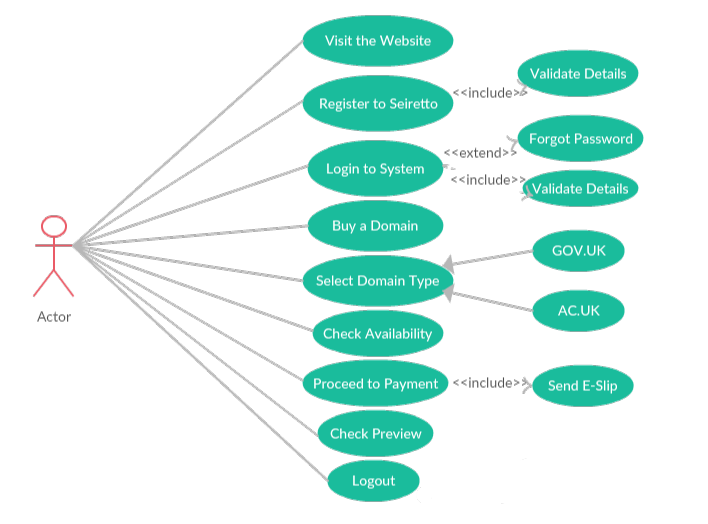 Visit the Website
Validate Details
Register to Seiretto
<<include>>
Forgot Password
<<extend>>
Login to System
<<include>>
Validate Details
Buy a Domain
GOV.UK
Select Domain Type
AC.UK
Actor
Check Availability
Proceed to Payment
<<include>>
Send E-Slip
Check Preview
Logout